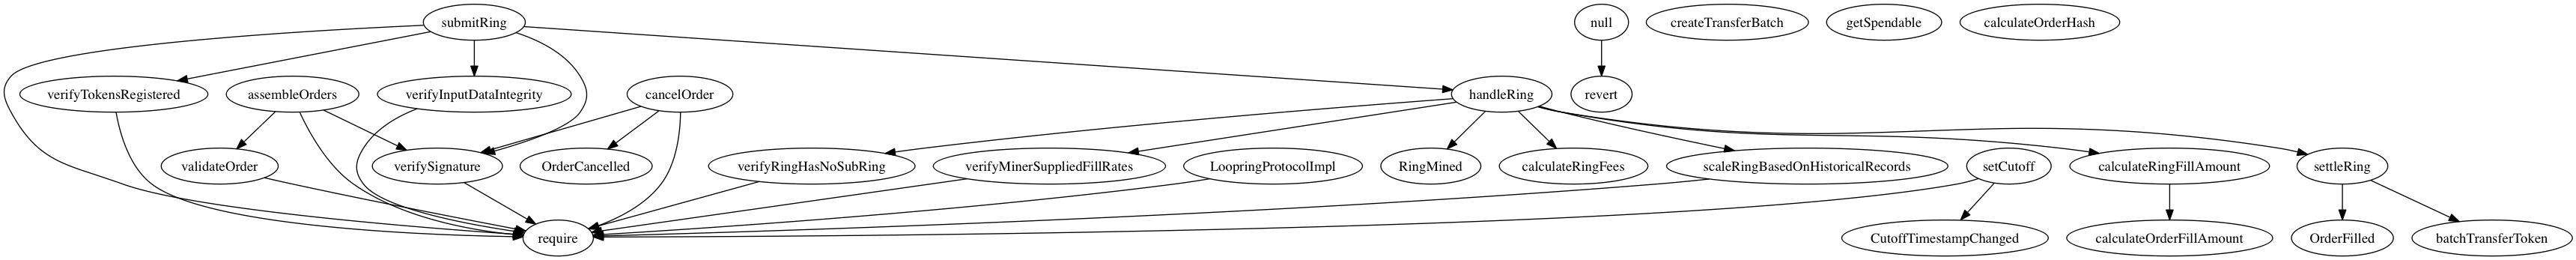 submitRing
null
createTransferBatch
getSpendable
calculateOrderHash
verifyTokensRegistered
assembleOrders
verifyInputDataIntegrity
cancelOrder
handleRing
revert
validateOrder
verifySignature
OrderCancelled
verifyRingHasNoSubRing
verifyMinerSuppliedFillRates
LoopringProtocolImpl
RingMined
calculateRingFees
scaleRingBasedOnHistoricalRecords
setCutoff
calculateRingFillAmount
settleRing
require
CutoffTimestampChanged
calculateOrderFillAmount
OrderFilled
batchTransferToken